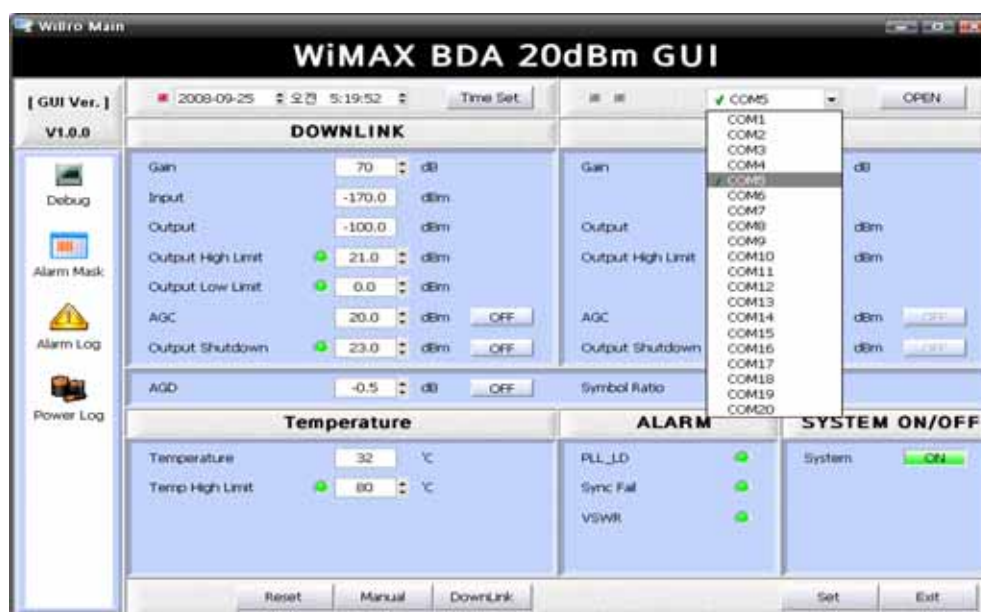 Willro Main
WiMAX BDA 20dBm GUI
[ GUI Ver. ]
V1.0.0
2008-09-25 오전 5:19:52 Time Set
COM5 OPEN
Debug
Alarm Mask
Alarm Log
Power Log
DOWNLINK
Gain 70 dB
Input -170.0 dBm
Output -100.0 dBm
Output High Limit 21.0 dBm
Output Low Limit 0.0 dBm
AGC 20.0 dBm OFF
Output Shutdown 23.0 dBm OFF
AGD -0.5 dB OFF
Gain dB
Output dBm
Output High Limit dBm
AGC dBm OFF
Output Shutdown dBm OFF
Symbol Ratio
COM1
COM2
COM3
COM4
COM5
COM6
COM7
COM8
COM9
COM10
COM11
COM12
COM13
COM14
COM15
COM16
COM17
COM18
COM19
COM20
Temperature
Temperature 32 ℃
Temp High Limit 80 ℃
ALARM
PLL_LD
Sync Fail
VSWR
SYSTEM ON/OFF
System ON
Reset Manual DownLink Set Exit